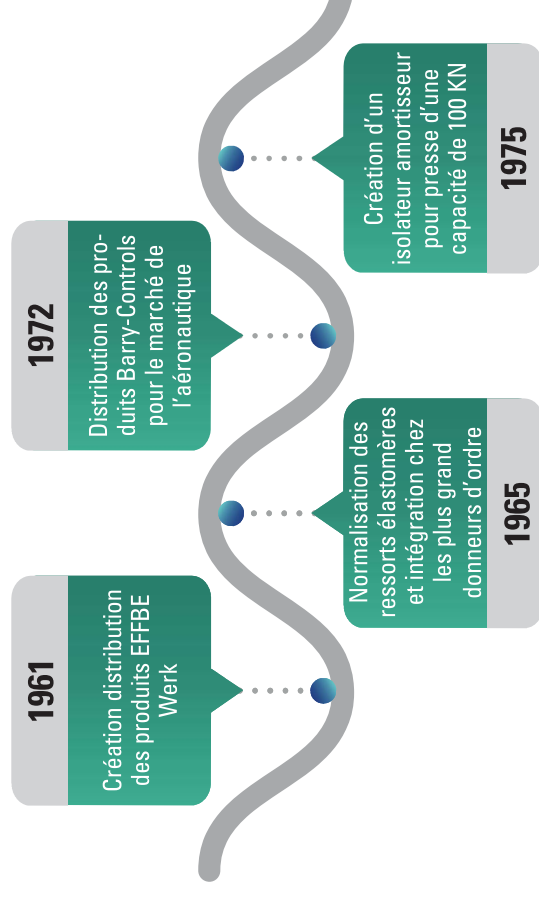 1961
Création distribution
des produits EFFBE
Werk
Normalisation des
ressorts élastomères
et intégration chez
les plus grand
donneurs d'ordre
1965
1972
Distribution des pro-
duits Barry-Controls
pour le marché de
l'aéronautique
Création d'un
isolateur amortisseur
pour presse d'une
capacité de 100 KN
1975